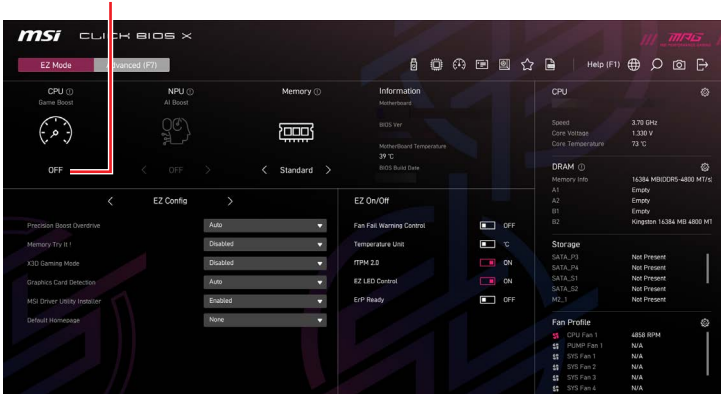 msi CLICK BIOS X
MPG
EZ Mode
Advanced (F7)
Help (F1)
CPU
Game Boost
OFF
NPU
AI Boost
< OFF >
Memory
< Standard >
Information
Motherboard
BIOS Ver
MotherBoard Temperature
39 °C
BIOS Build Date
< EZ Config >
Precision Boost Overdrive Auto
Memory Try It ! Disabled
X3D Gaming Mode Disabled
Graphics Card Detection Auto
MSI Driver Utility Installer Enabled
Default Homepage None
EZ On/Off
Fan Fail Warning Control OFF
Temperature Unit °C
fTPM 2.0 ON
EZ LED Control ON
ErP Ready OFF
CPU
Speed 3.70 GHz
Core Voltage 1.330 V
Core Temperature 73 °C
DRAM
Memory Info 16384 MB(DDR5-4800 MT/s
A1 Empty
A2 Empty
B1 Empty
B2 Kingston 16384 MB 4800 MT
Storage
SATA_P3 Not Present
SATA_P4 Not Present
SATA_S1 Not Present
SATA_S2 Not Present
M2_1 Not Present
Fan Profile
CPU Fan 1 4858 RPM
PUMP Fan 1 N/A
SYS Fan 1 N/A
SYS Fan 2 N/A
SYS Fan 3 N/A
SYS Fan 4 N/A